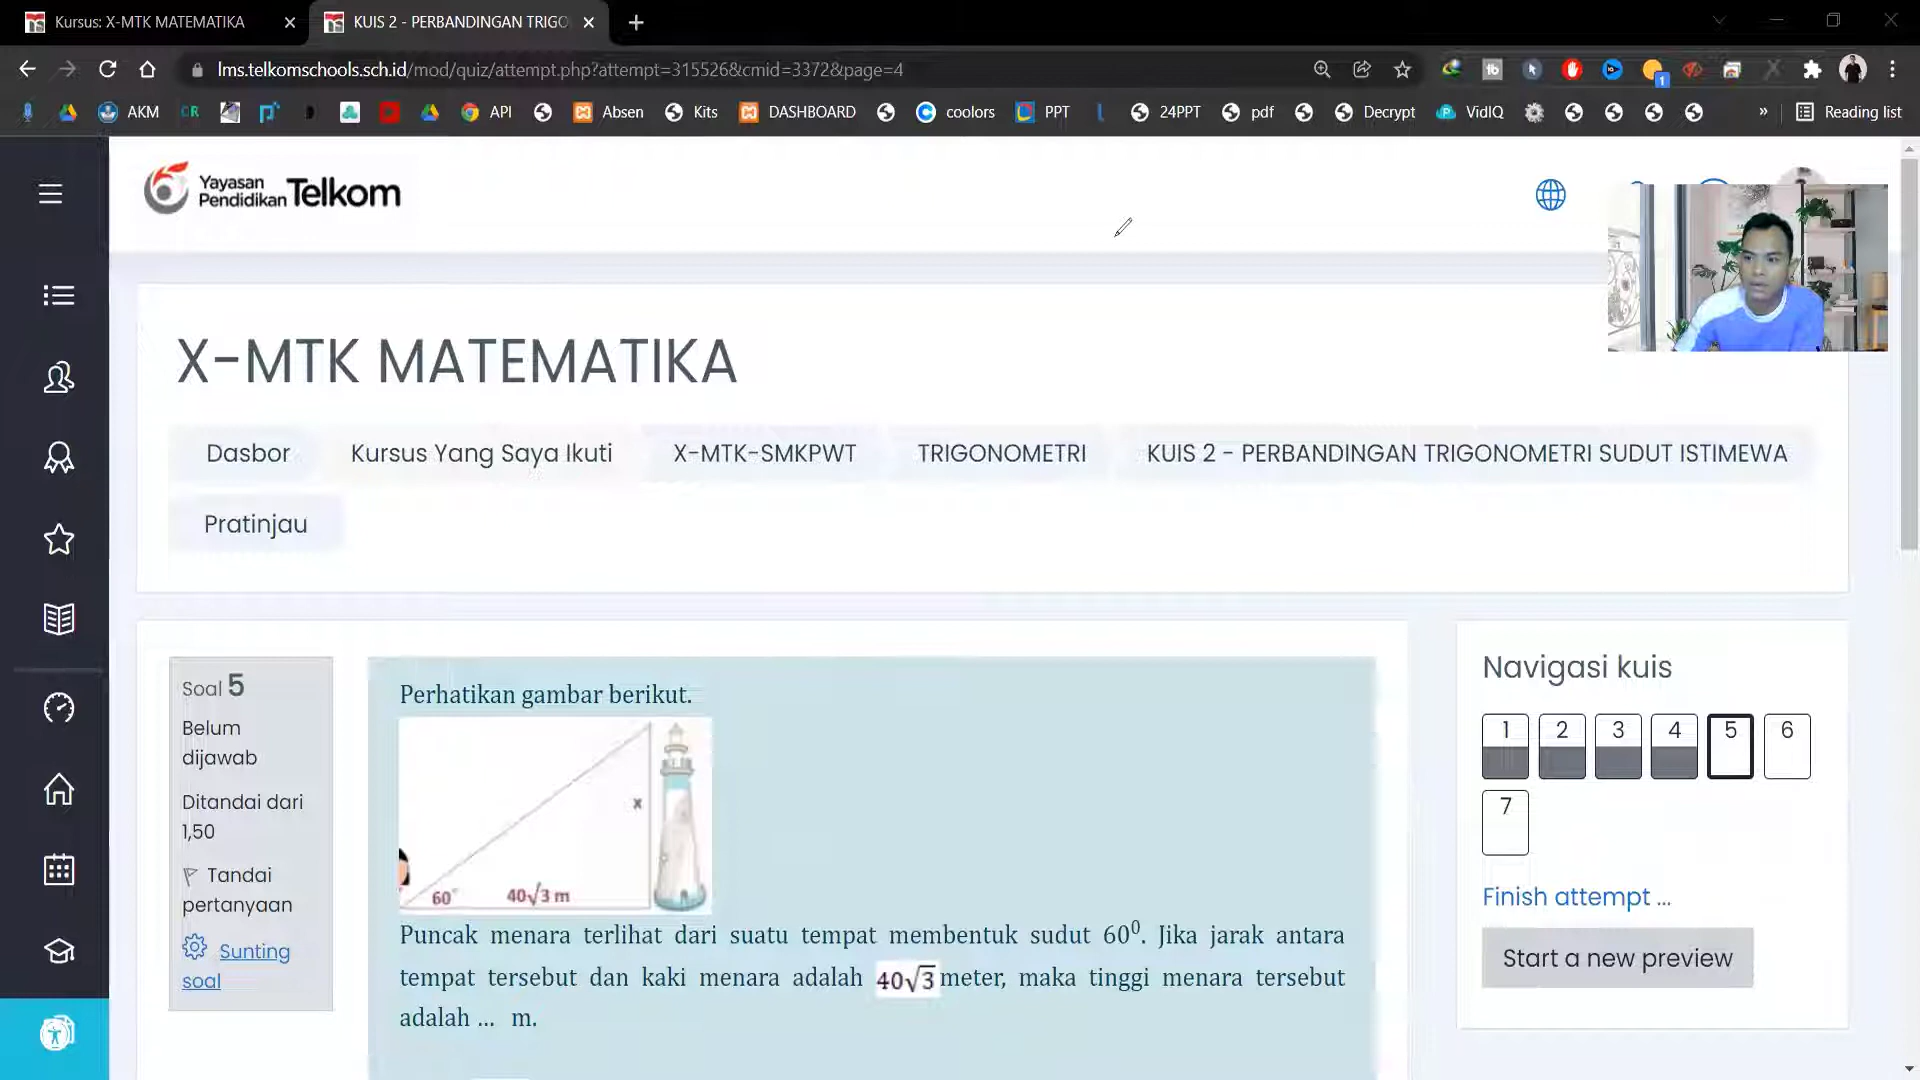 Kursus: X-MTK MATEMATIKA
KUIS 2 - PERBANDINGAN TRIGO
lms.telkomschools.sch.id/mod/quiz/attempt.php?attempt=315526&cmid=3372&page=4
AKM
API
Absen
Kits
DASHBOARD
coolors
PPT
24PPT
pdf
Decrypt
VidIQ
»
Reading list
Yayasan
Pendidikan Telkom
X-MTK MATEMATIKA
Dasbor
Kursus Yang Saya Ikuti
X-MTK-SMKPWT
TRIGONOMETRI
KUIS 2 - PERBANDINGAN TRIGONOMETRI SUDUT ISTIMEWA
Pratinjau
Soal 5
Belum
dijawab
Ditandai dari
1,50
Tandai
pertanyaan
Sunting
soal
Perhatikan gambar berikut.
x
60°
40√3 m
Puncak menara terlihat dari suatu tempat membentuk sudut 60⁰. Jika jarak antara
tempat tersebut dan kaki menara adalah 40√3 meter, maka tinggi menara tersebut
adalah ... m.
Navigasi kuis
1 2 3 4 5 6
7
Finish attempt ...
Start a new preview